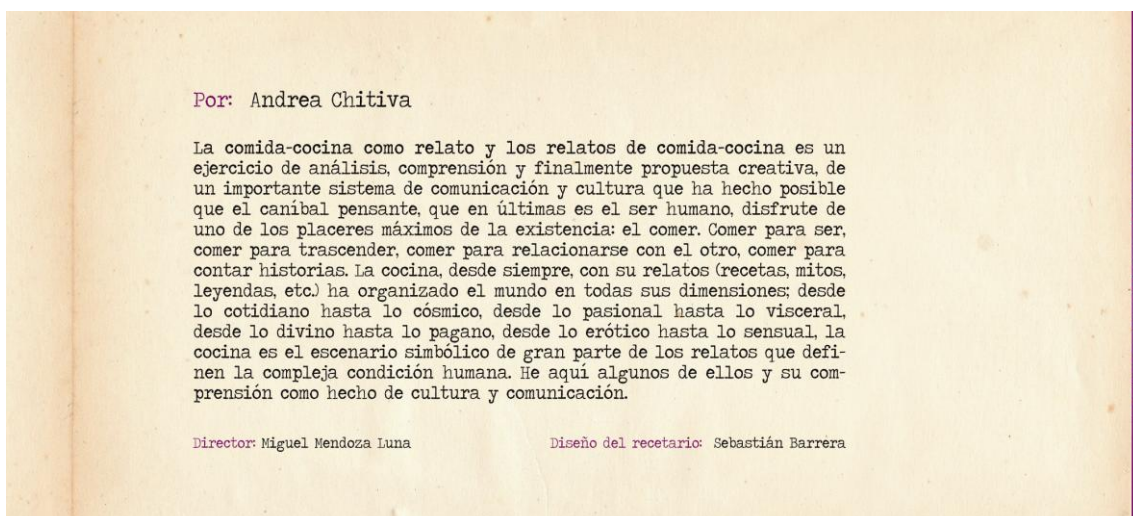 Por: Andrea Chitiva
La comida-cocina como relato y los relatos de comida-cocina es un
ejercicio de análisis, comprensión y finalmente propuesta creativa, de
un importante sistema de comunicación y cultura que ha hecho posible
que el caníbal pensante, que en últimas es el ser humano, disfrute de
uno de los placeres máximos de la existencia: el comer. Comer para ser,
comer para trascender, comer para relacionarse con el otro, comer para
contar historias. La cocina, desde siempre, con su relatos (recetas, mitos,
leyendas, etc.) ha organizado el mundo en todas sus dimensiones; desde
lo cotidiano hasta lo cósmico, desde lo pasional hasta lo visceral,
desde lo divino hasta lo pagano, desde lo erótico hasta lo sensual, la
cocina es el escenario simbólico de gran parte de los relatos que defi-
nen la compleja condición humana. He aquí algunos de ellos y su com-
prensión como hecho de cultura y comunicación.
Director: Miguel Mendoza Luna Diseño del recetario: Sebastián Barrera